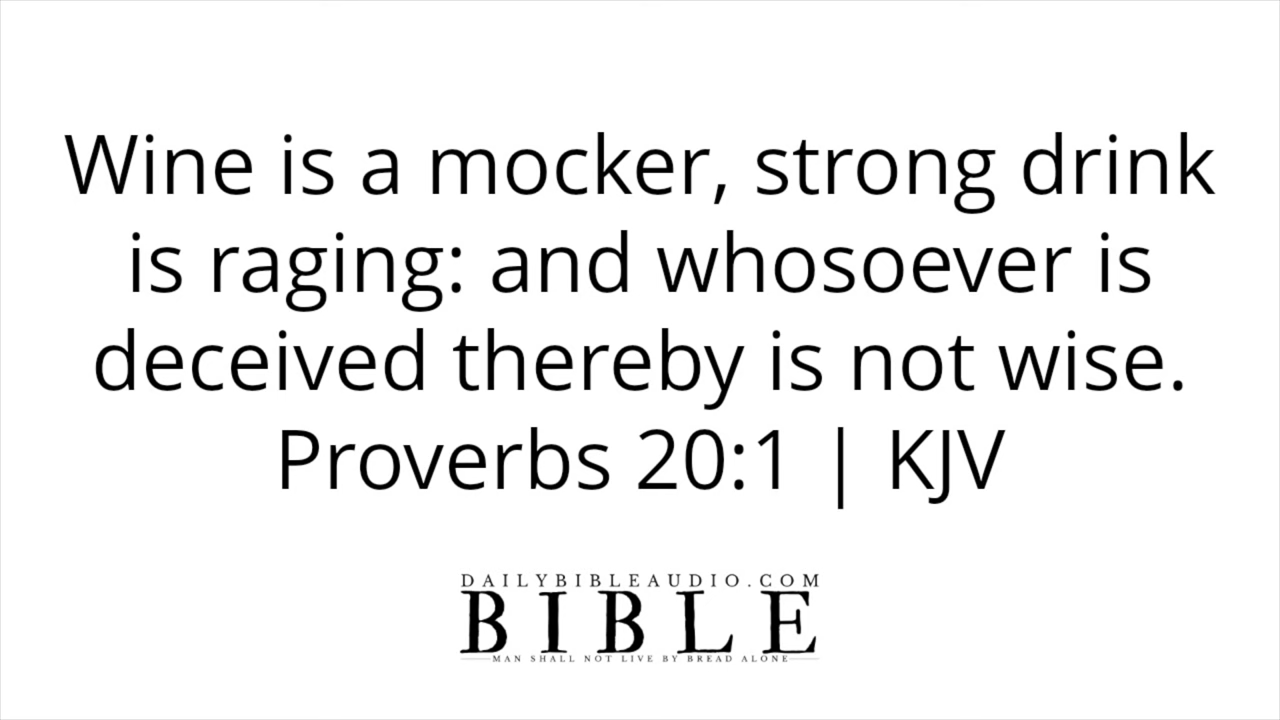 Wine is a mocker, strong drink
is raging: and whosoever is
deceived thereby is not wise.
Proverbs 20:1 | KJV
DAILYBIBLEAUDIO.COM
BIBLE
MAN SHALL NOT LIVE BY BREAD ALONE